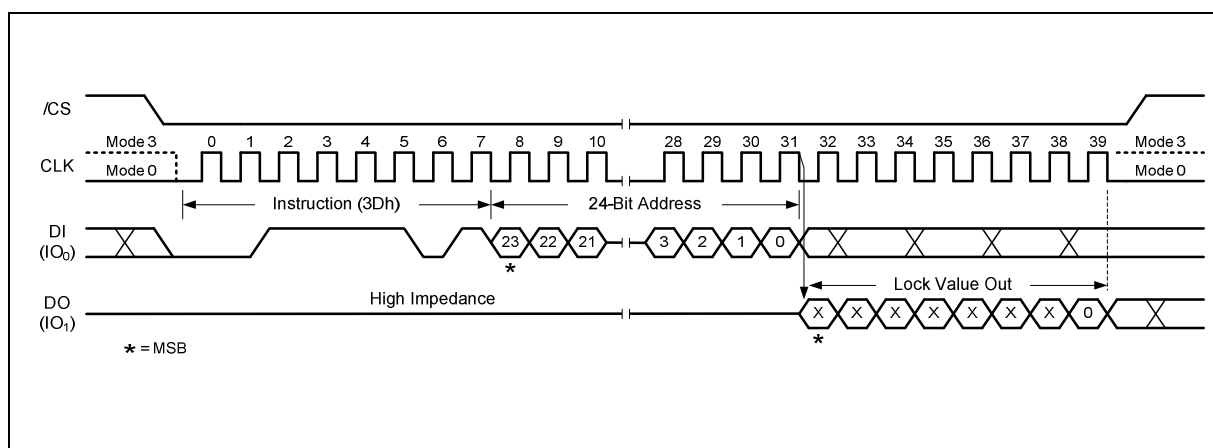 /CS
Mode 3 0 1 2 3 4 5 6 7 8 9 10 28 29 30 31 32 33 34 35 36 37 38 39 Mode 3
CLK Mode 0 Mode 0
Instruction (3Dh) 24-Bit Address
DI 23 22 21 3 2 1 0
(IO₀) *
Lock Value Out
DO High Impedance X X X X X X X 0
(IO₁) *
* = MSB